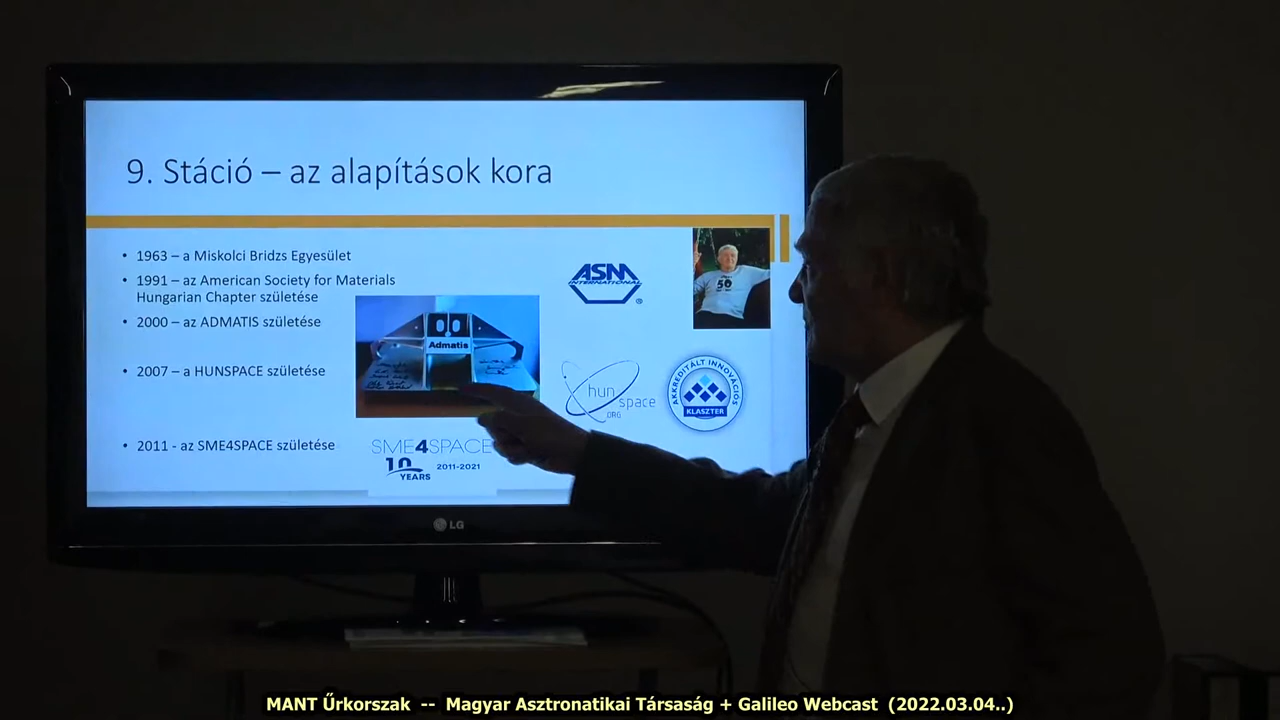 9. Stáció – az alapítások kora
• 1963 – a Miskolci Bridzs Egyesület
• 1991 – az American Society for Materials
Hungarian Chapter születése
• 2000 – az ADMATIS születése
• 2007 – a HUNSPACE születése
• 2011 - az SME4SPACE születése
ASM
INTERNATIONAL
®
50
Admatis
hun
space
.ORG
AKKREDITÁLT INNOVÁCIÓS
KLASZTER
SME4SPACE
10
YEARS
2011-2021
LG
MANT Űrkorszak -- Magyar Asztronatikai Társaság + Galileo Webcast (2022.03.04..)